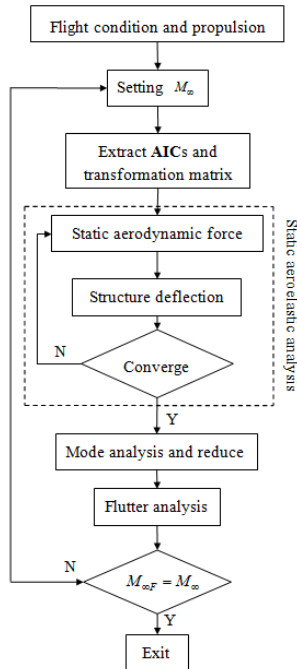 Flight condition and propulsion
Setting M∞
Extract AICs and
transformation matrix
Static aerodynamic force
Structure deflection
Converge
N
Y
Static aeroelastic analysis
Mode analysis and reduce
Flutter analysis
M∞F = M∞
N
Y
Exit